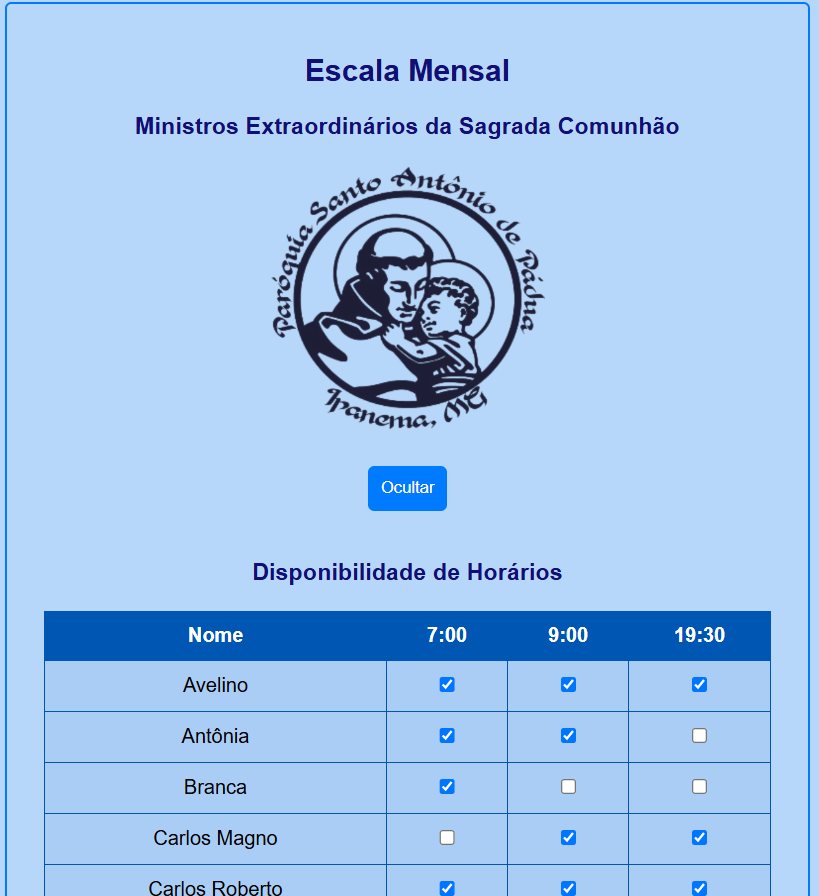 Escala Mensal
Ministros Extraordinários da Sagrada Comunhão
Paróquia Santo Antônio de Pádua
Ipanema, MG
Ocultar
Disponibilidade de Horários
Nome 7:00 9:00 19:30
Avelino
Antônia
Branca
Carlos Magno
Carlos Roberto